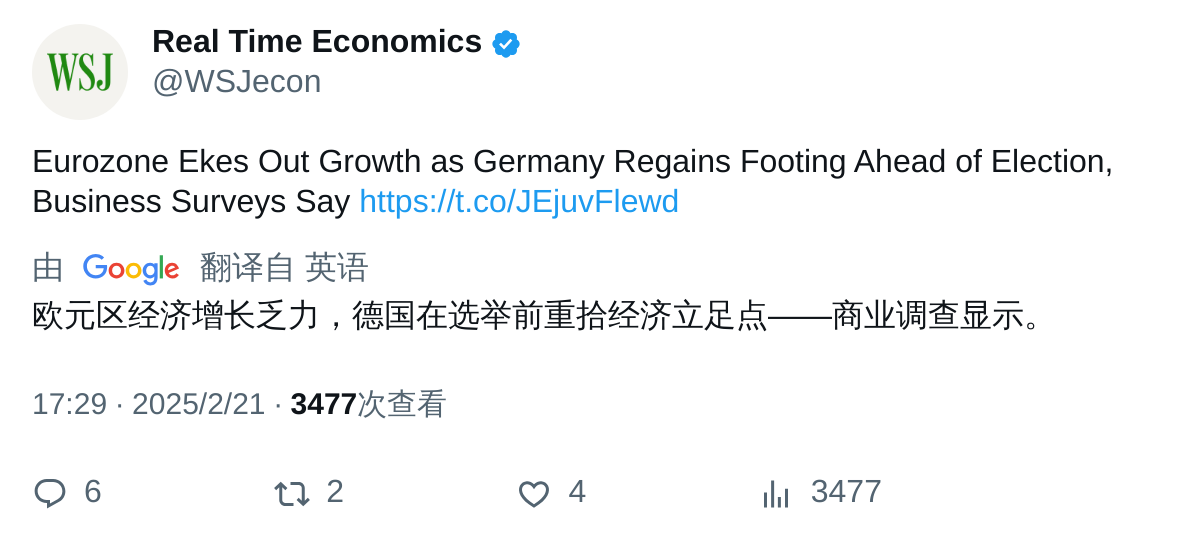 WSJ
Real Time Economics
@WSJecon
Eurozone Ekes Out Growth as Germany Regains Footing Ahead of Election,
Business Surveys Say https://t.co/JEjuvFlewd
由 Google 翻译自 英语
欧元区经济增长乏力，德国在选举前重拾经济立足点——商业调查显示。
17:29 · 2025/2/21 · 3477次查看
6 2 4 3477